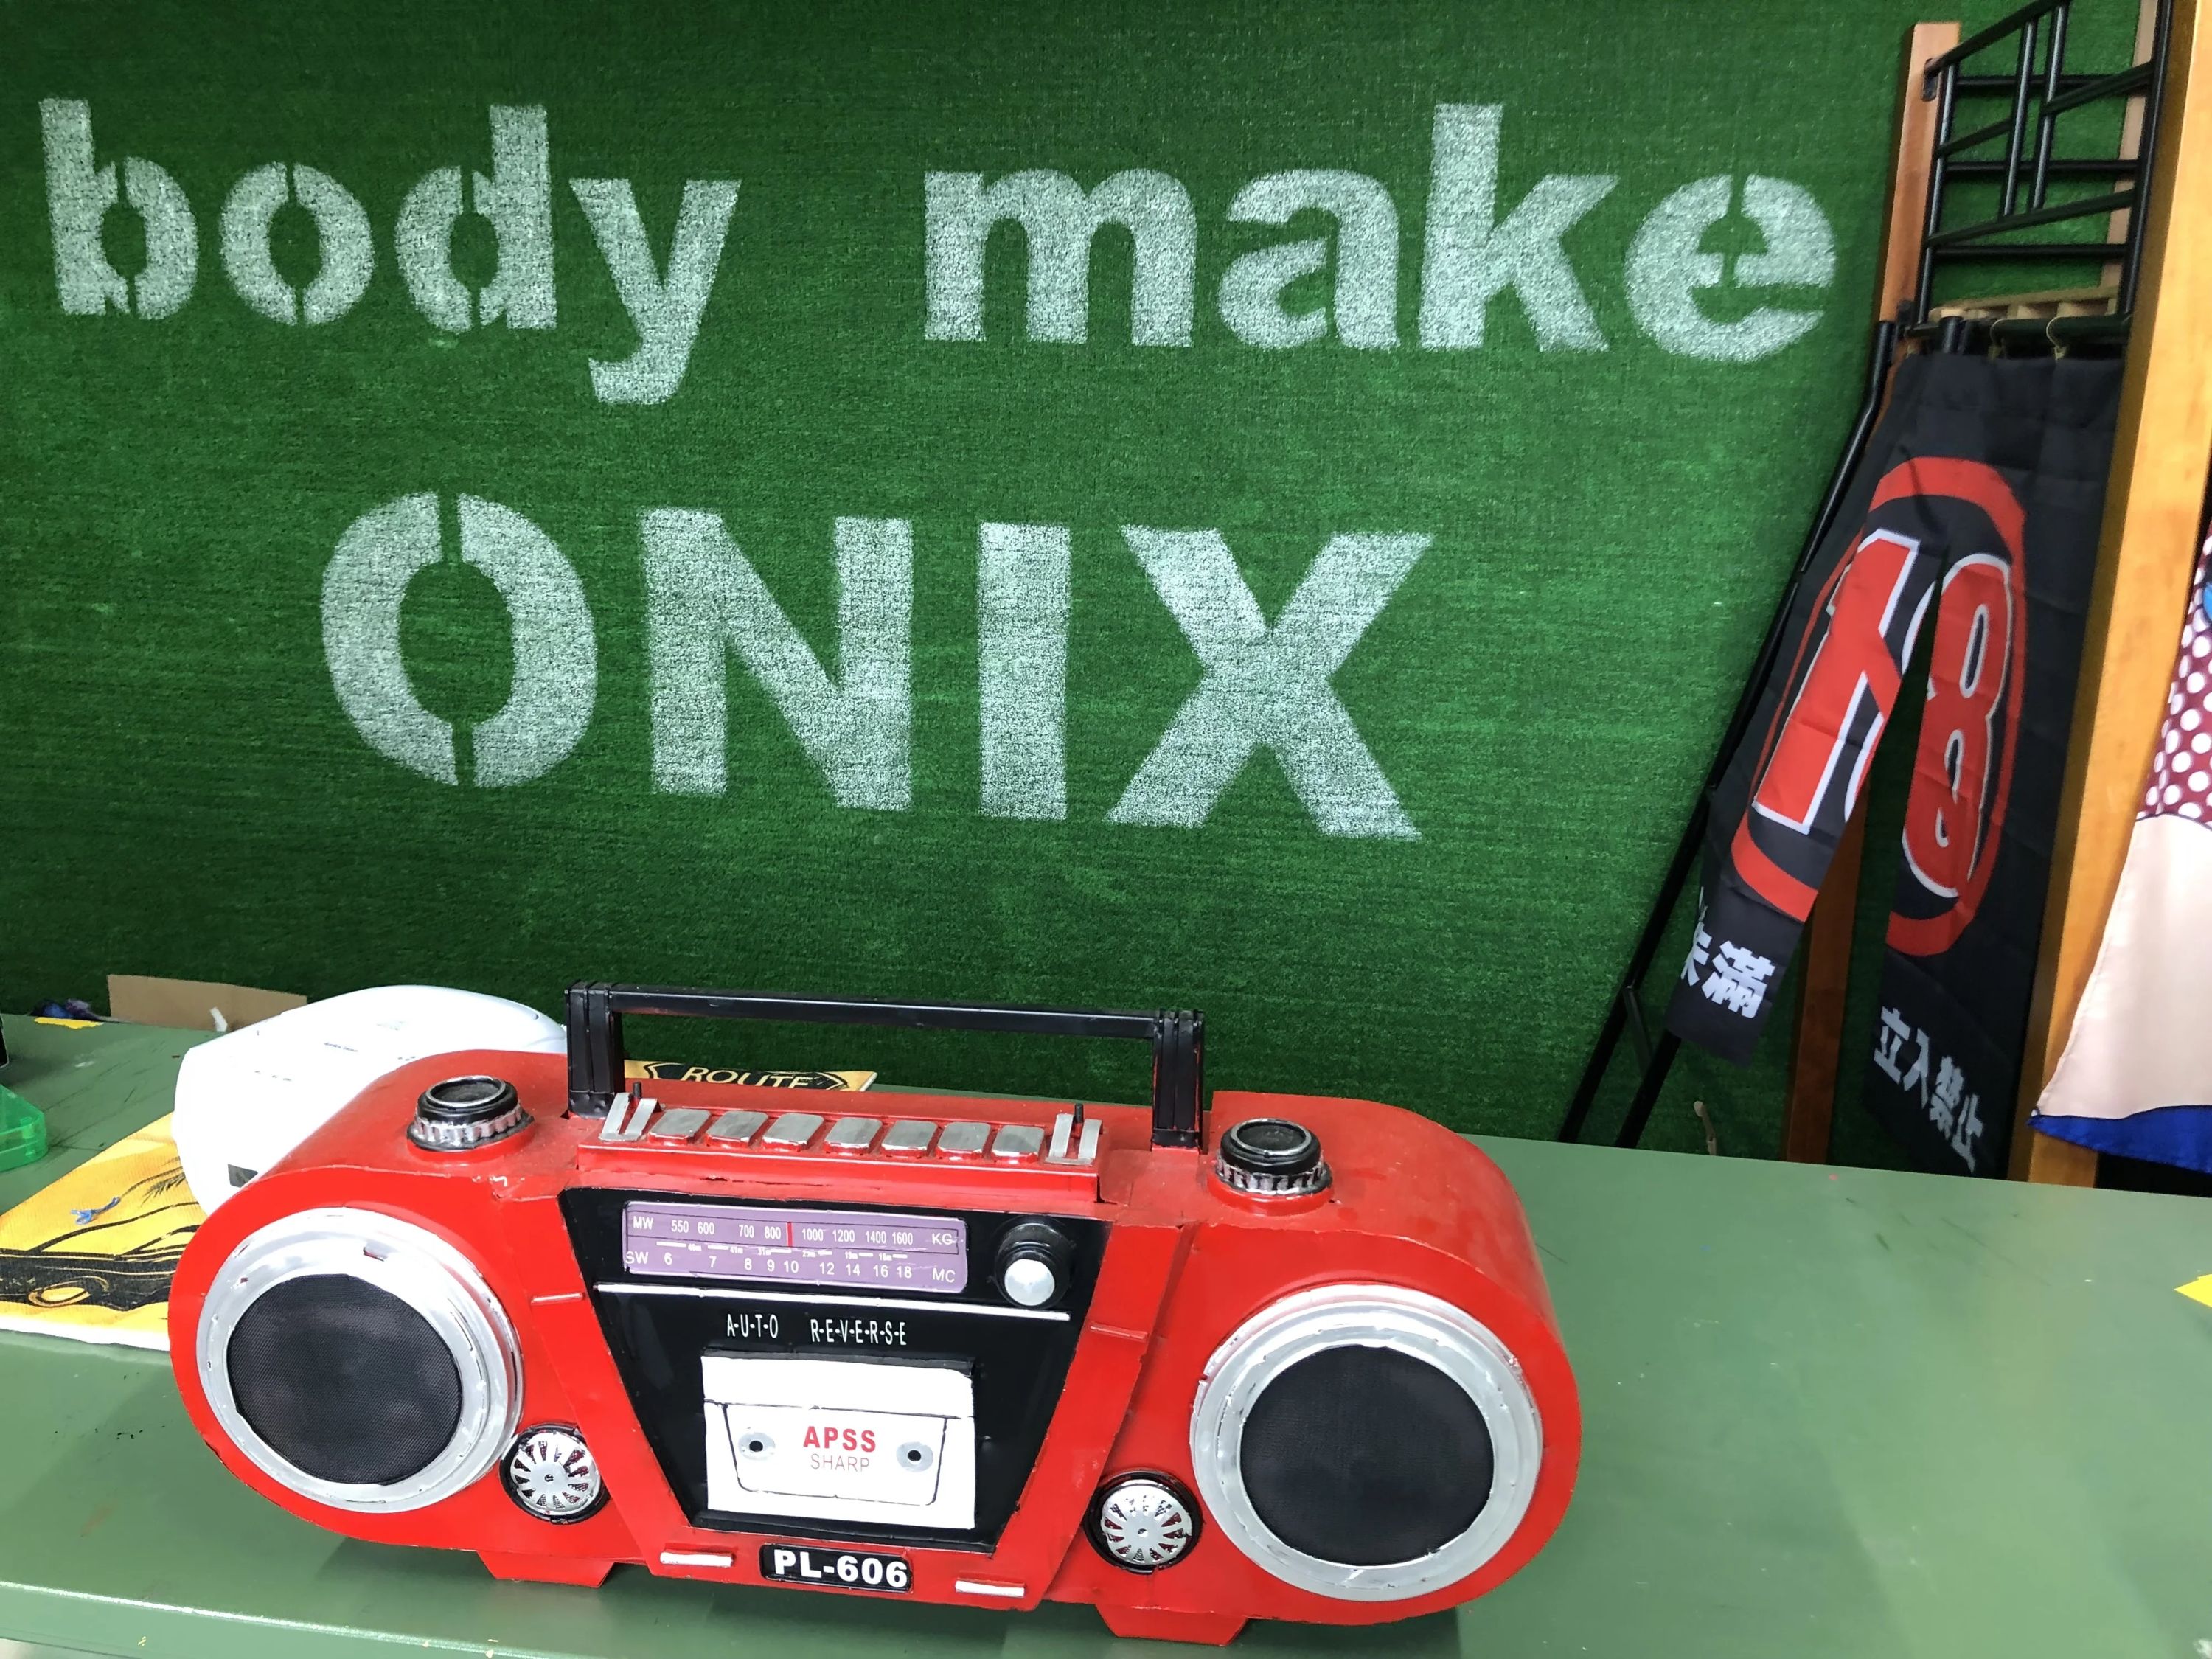 body make
ONIX
18
未満
立入禁止
ROUTE
MW 550 600 700 800 1000 1200 1400 1600 KG
SW 6 7 8 9 10 12 14 16 18 MC
A-U-T-O R-E-V-E-R-S-E
APSS
SHARP
PL-606